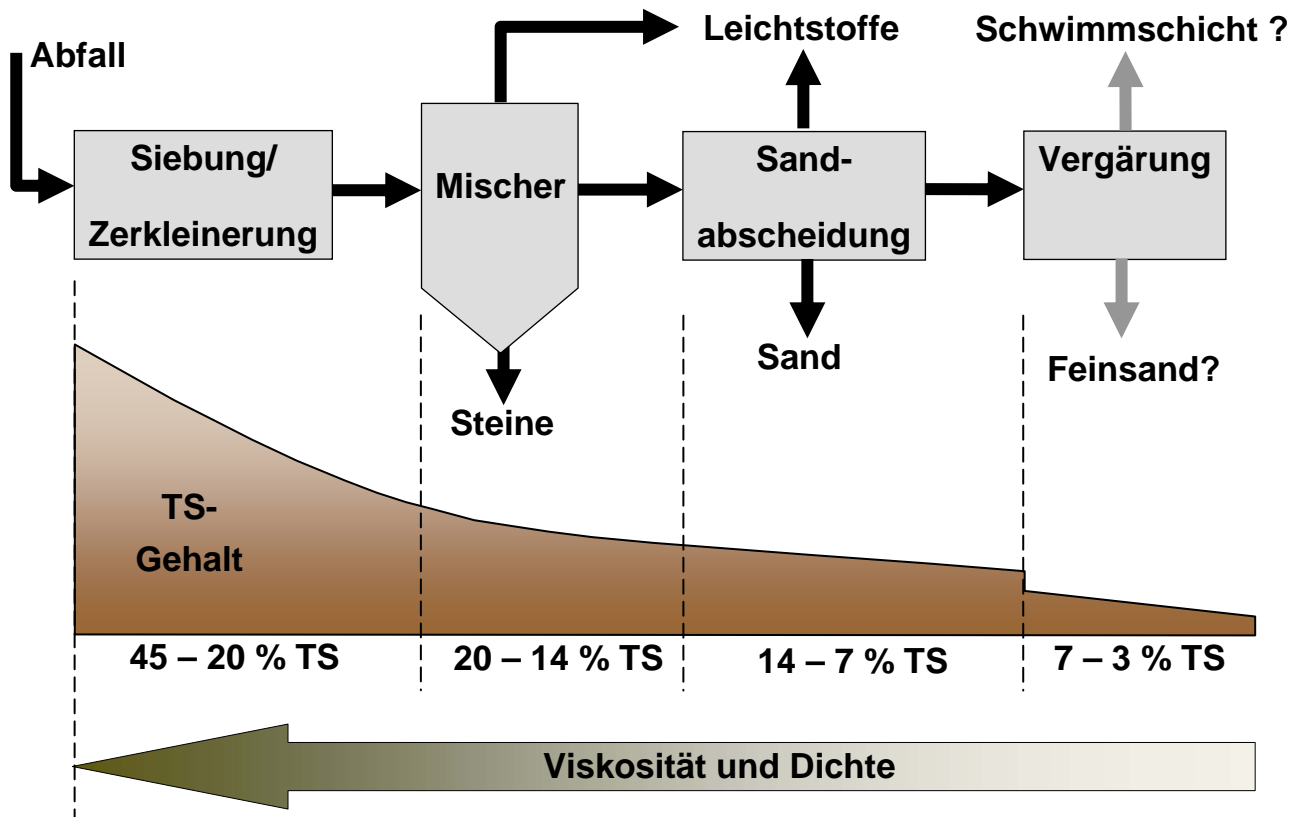 Abfall
Leichtstoffe
Schwimmschicht ?
Siebung/
Zerkleinerung
Mischer
Sand-
abscheidung
Vergärung
Steine
Sand
Feinsand?
TS-
Gehalt
45 – 20 % TS
20 – 14 % TS
14 – 7 % TS
7 – 3 % TS
Viskosität und Dichte